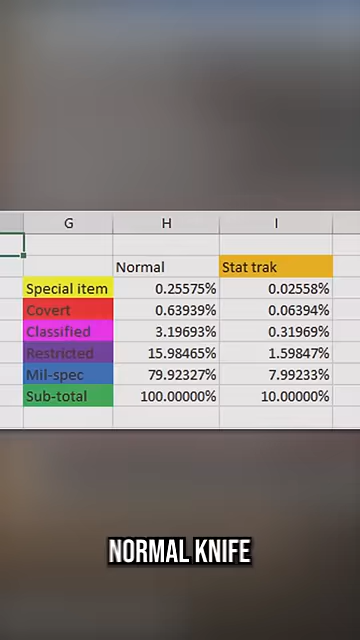 G H I
Normal Stat trak
Special item 0.25575% 0.02558%
Covert 0.63939% 0.06394%
Classified 3.19693% 0.31969%
Restricted 15.98465% 1.59847%
Mil-spec 79.92327% 7.99233%
Sub-total 100.00000% 10.00000%
NORMAL KNIFE